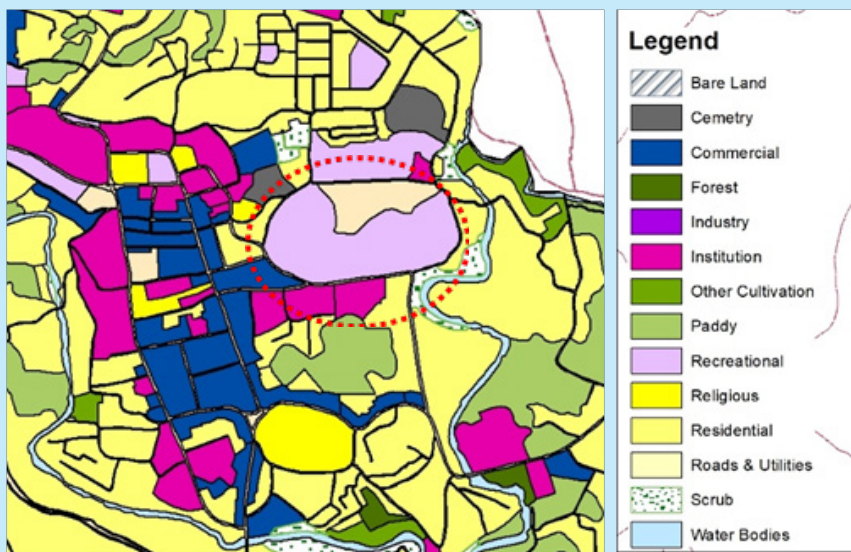 Legend
Bare Land
Cemetry
Commercial
Forest
Industry
Institution
Other Cultivation
Paddy
Recreational
Religious
Residential
Roads & Utilities
Scrub
Water Bodies